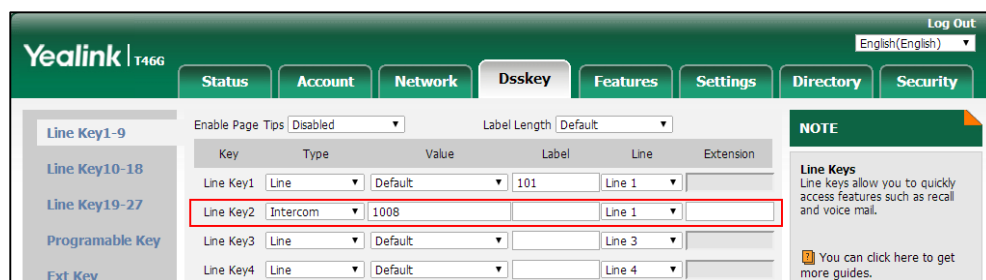 Log Out
Yealink | T46G
English(English)
Status Account Network Dsskey Features Settings Directory Security
Line Key1-9
Line Key10-18
Line Key19-27
Programable Key
Ext Key
Enable Page Tips Disabled Label Length Default
Key Type Value Label Line Extension
Line Key1 Line Default 101 Line 1
Line Key2 Intercom 1008 Line 1
Line Key3 Line Default Line 3
Line Key4 Line Default Line 4
NOTE
Line Keys
Line keys allow you to quickly
access features such as recall
and voice mail.
You can click here to get
more guides.